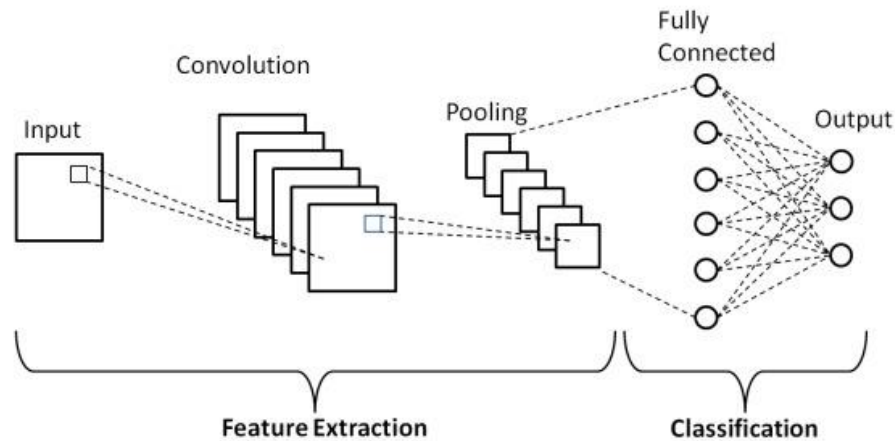 Input
Convolution
Pooling
Fully
Connected
Output
Feature Extraction
Classification